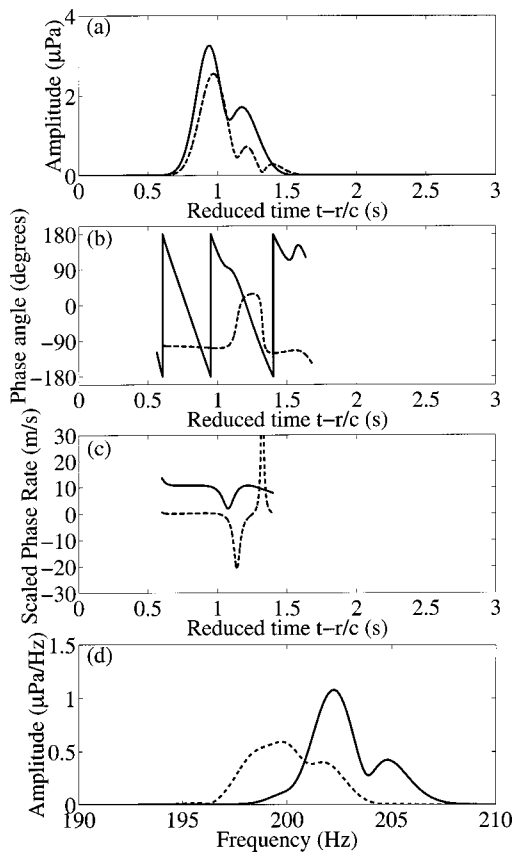 (a)
Amplitude (μPa)
4
2
0
0 0.5 1 1.5 2 2.5 3
Reduced time t−r/c (s)
(b)
Phase angle (degrees)
180
90
0
−90
−180
0 0.5 1 1.5 2 2.5 3
Reduced time t−r/c (s)
(c)
Scaled Phase Rate (m/s)
30
20
10
0
−10
−20
−30
0 0.5 1 1.5 2 2.5 3
Reduced time t−r/c (s)
(d)
Amplitude (μPa/Hz)
1.5
1
0.5
0
190 195 200 205 210
Frequency (Hz)